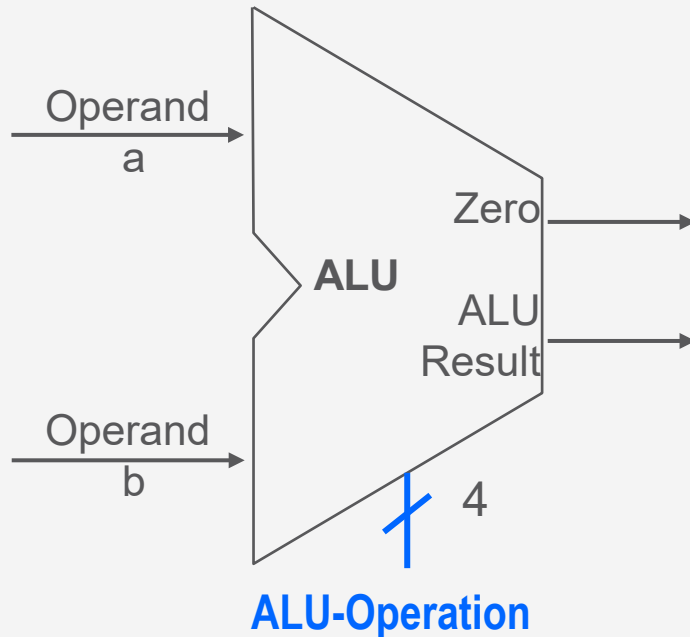 Operand
a
Zero
ALU
ALU
Result
Operand
b
4
ALU-Operation